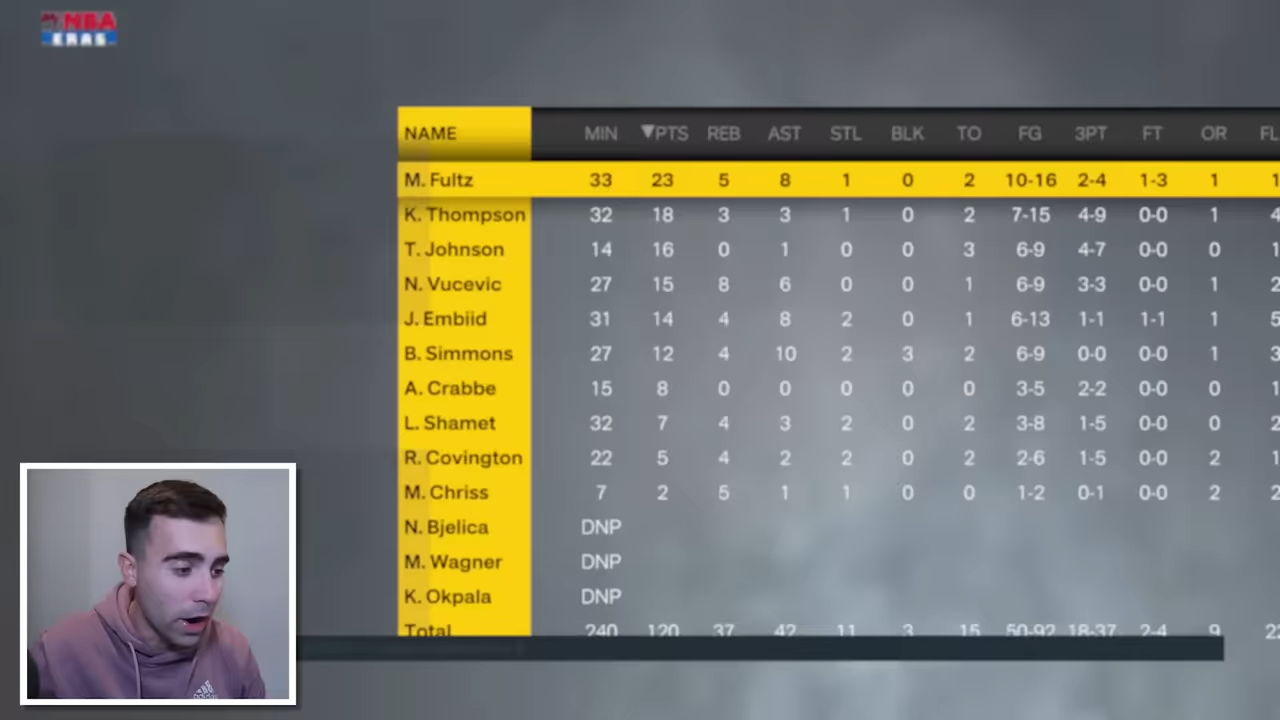 NBA
ERAS
NAME MIN ▼PTS REB AST STL BLK TO FG 3PT FT OR FL
M. Fultz 33 23 5 8 1 0 2 10-16 2-4 1-3 1 1
K. Thompson 32 18 3 3 1 0 2 7-15 4-9 0-0 1 4
T. Johnson 14 16 0 1 0 0 3 6-9 4-7 0-0 0 1
N. Vucevic 27 15 8 6 0 0 1 6-9 3-3 0-0 1 2
J. Embiid 31 14 4 8 2 0 1 6-13 1-1 1-1 1 5
B. Simmons 27 12 4 10 2 3 2 6-9 0-0 0-0 1 3
A. Crabbe 15 8 0 0 0 0 0 3-5 2-2 0-0 0 1
L. Shamet 32 7 4 3 2 0 2 3-8 1-5 0-0 0 2
R. Covington 22 5 4 2 2 0 2 2-6 1-5 0-0 2 1
M. Chriss 7 2 5 1 1 0 0 1-2 0-1 0-0 2 2
N. Bjelica DNP
M. Wagner DNP
K. Okpala DNP
Total 240 120 37 42 11 3 15 50-92 18-37 2-4 9
adidas